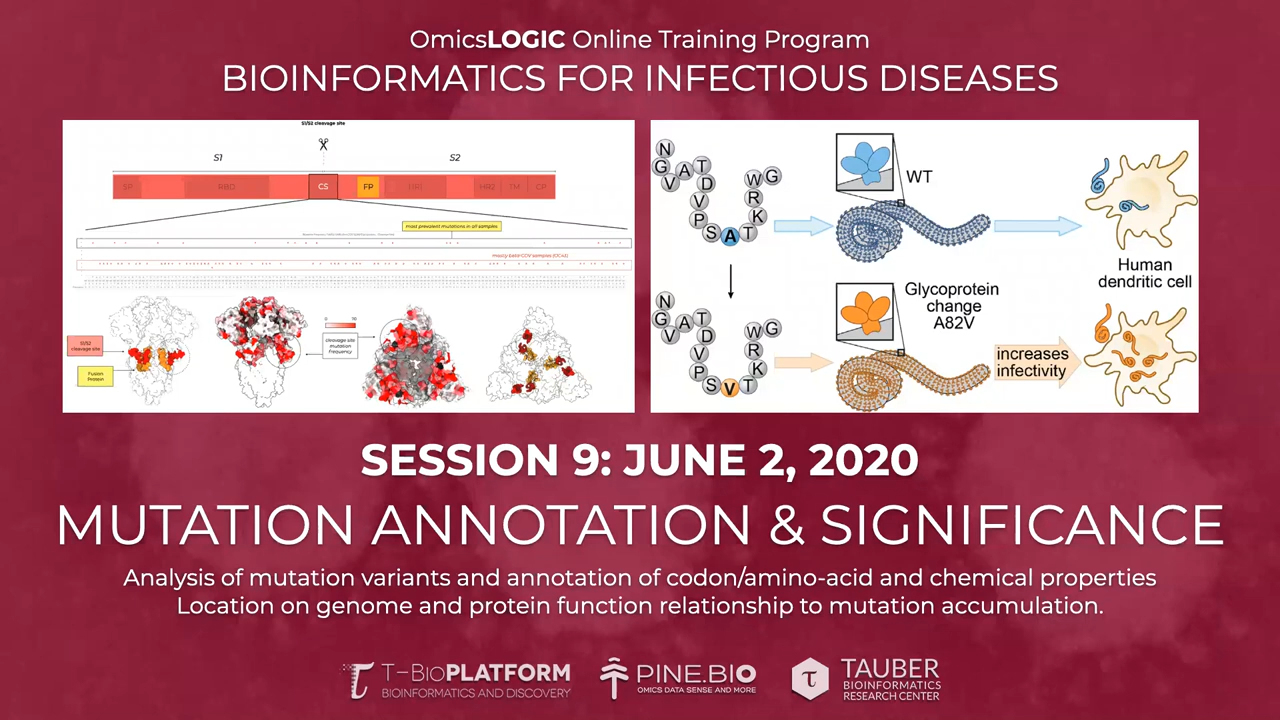 OmicsLOGIC Online Training Program
BIOINFORMATICS FOR INFECTIOUS DISEASES
S1/S2 cleavage site
S1
S2
SP
RBD
CS
FP
HR1
HR2
TM
CP
most prevalent mutations in all samples
S1/S2
cleavage site
Fusion
Protein
cleavage site
mutation
frequency
N
G
V
A
T
D
V
P
S
A
T
K
R
W
G
WT
Human
dendritic cell
N
G
V
A
T
D
V
P
S
V
T
K
R
W
G
Glycoprotein
change
A82V
increases
infectivity
SESSION 9: JUNE 2, 2020
MUTATION ANNOTATION & SIGNIFICANCE
Analysis of mutation variants and annotation of codon/amino-acid and chemical properties
Location on genome and protein function relationship to mutation accumulation.
T-BioPLATFORM
BIOINFORMATICS AND DISCOVERY
PINE.BIO
OMICS DATA SENSE AND MORE
TAUBER
BIOINFORMATICS
RESEARCH CENTER